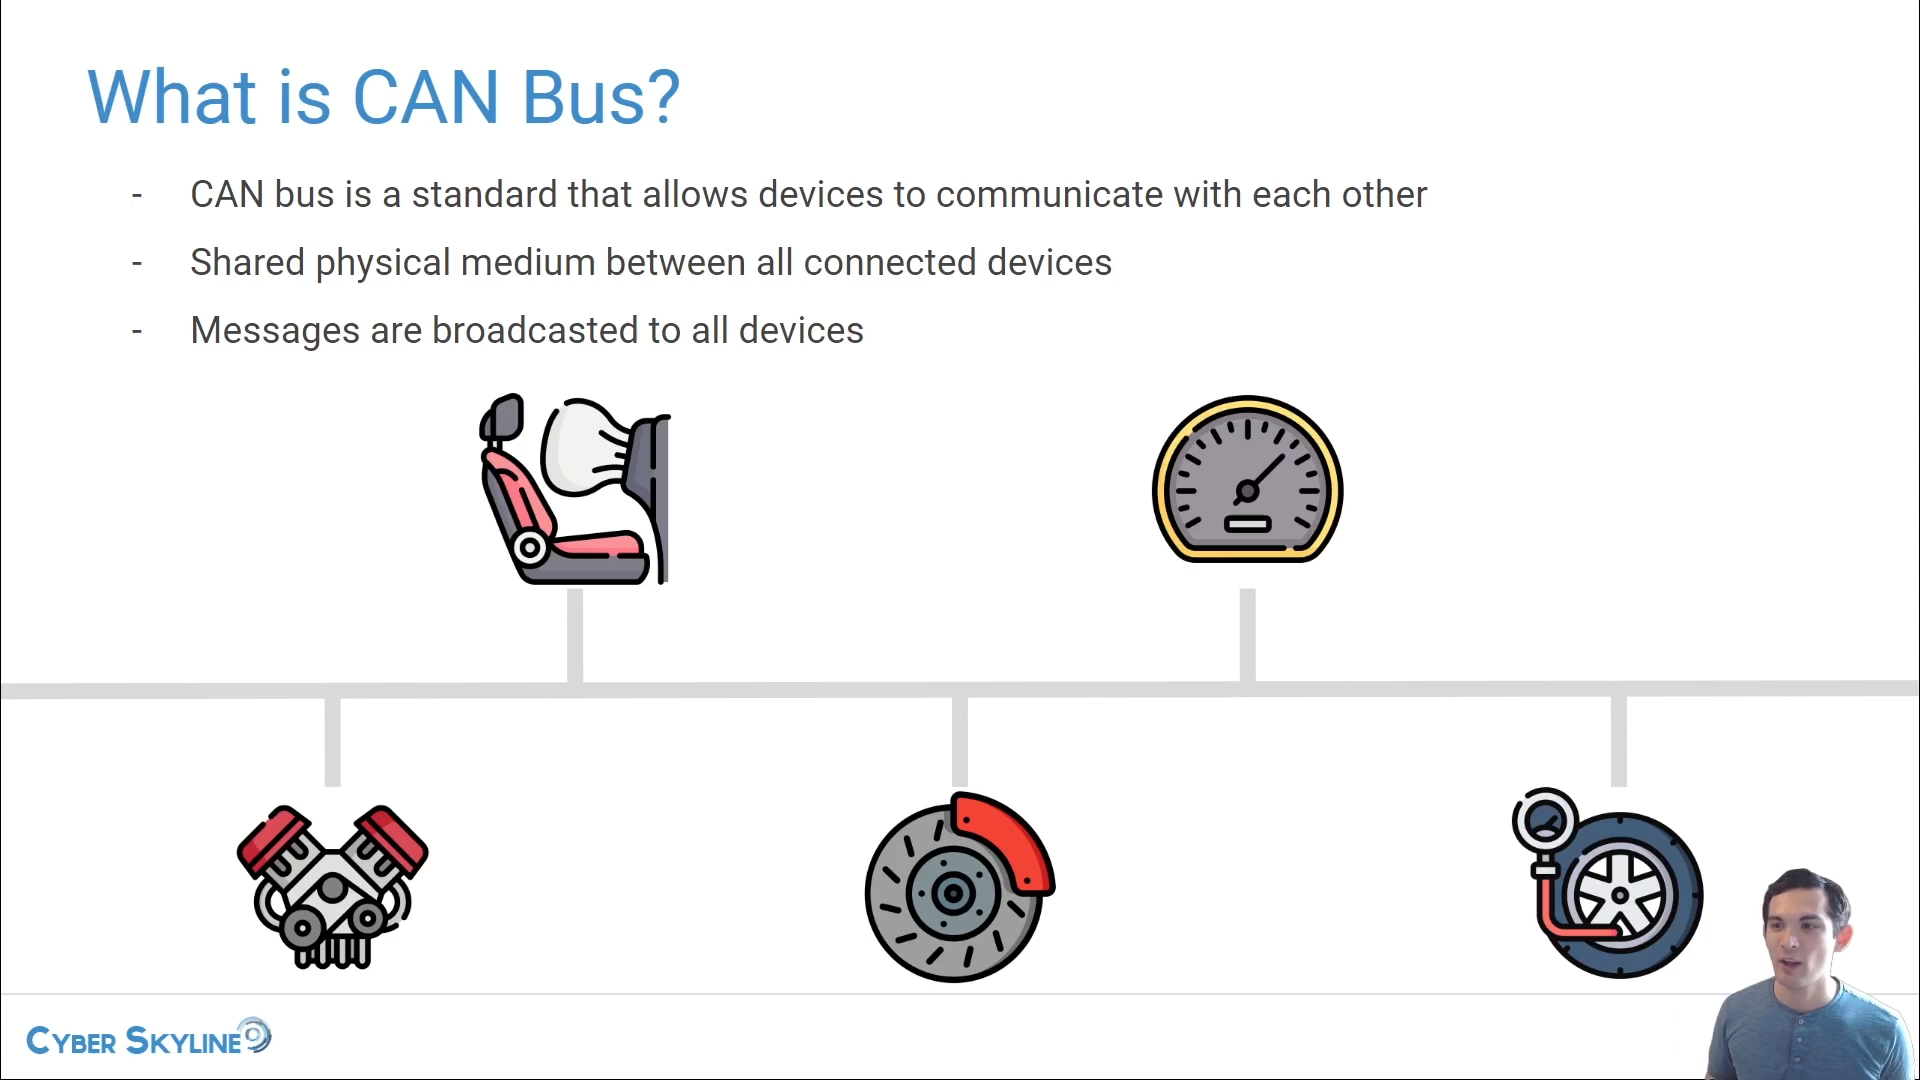 What is CAN Bus?
- CAN bus is a standard that allows devices to communicate with each other
- Shared physical medium between all connected devices
- Messages are broadcasted to all devices
CYBER SKYLINE